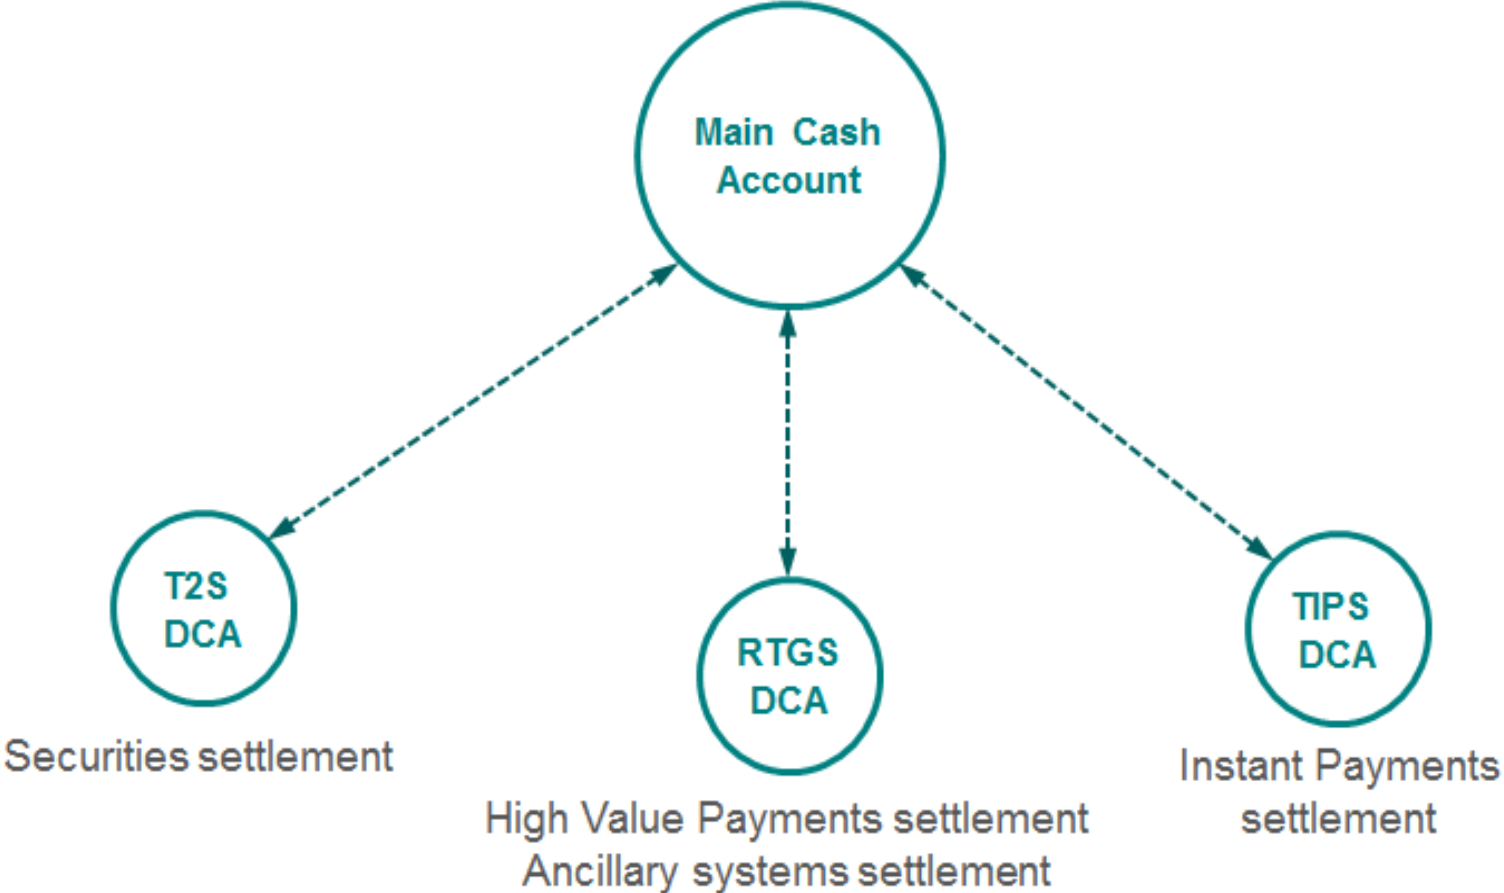 Main Cash
Account
T2S
DCA
Securities settlement
RTGS
DCA
High Value Payments settlement
Ancillary systems settlement
TIPS
DCA
Instant Payments
settlement